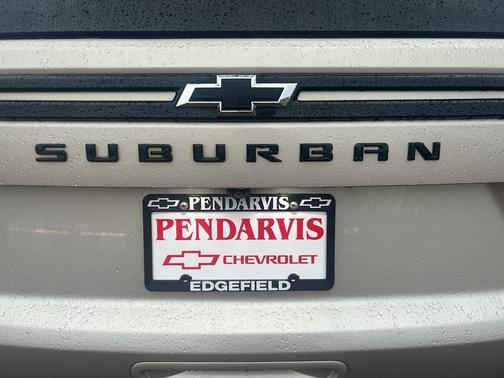 SUBURBAN
PENDARVIS
PENDARVIS
CHEVROLET
EDGEFIELD